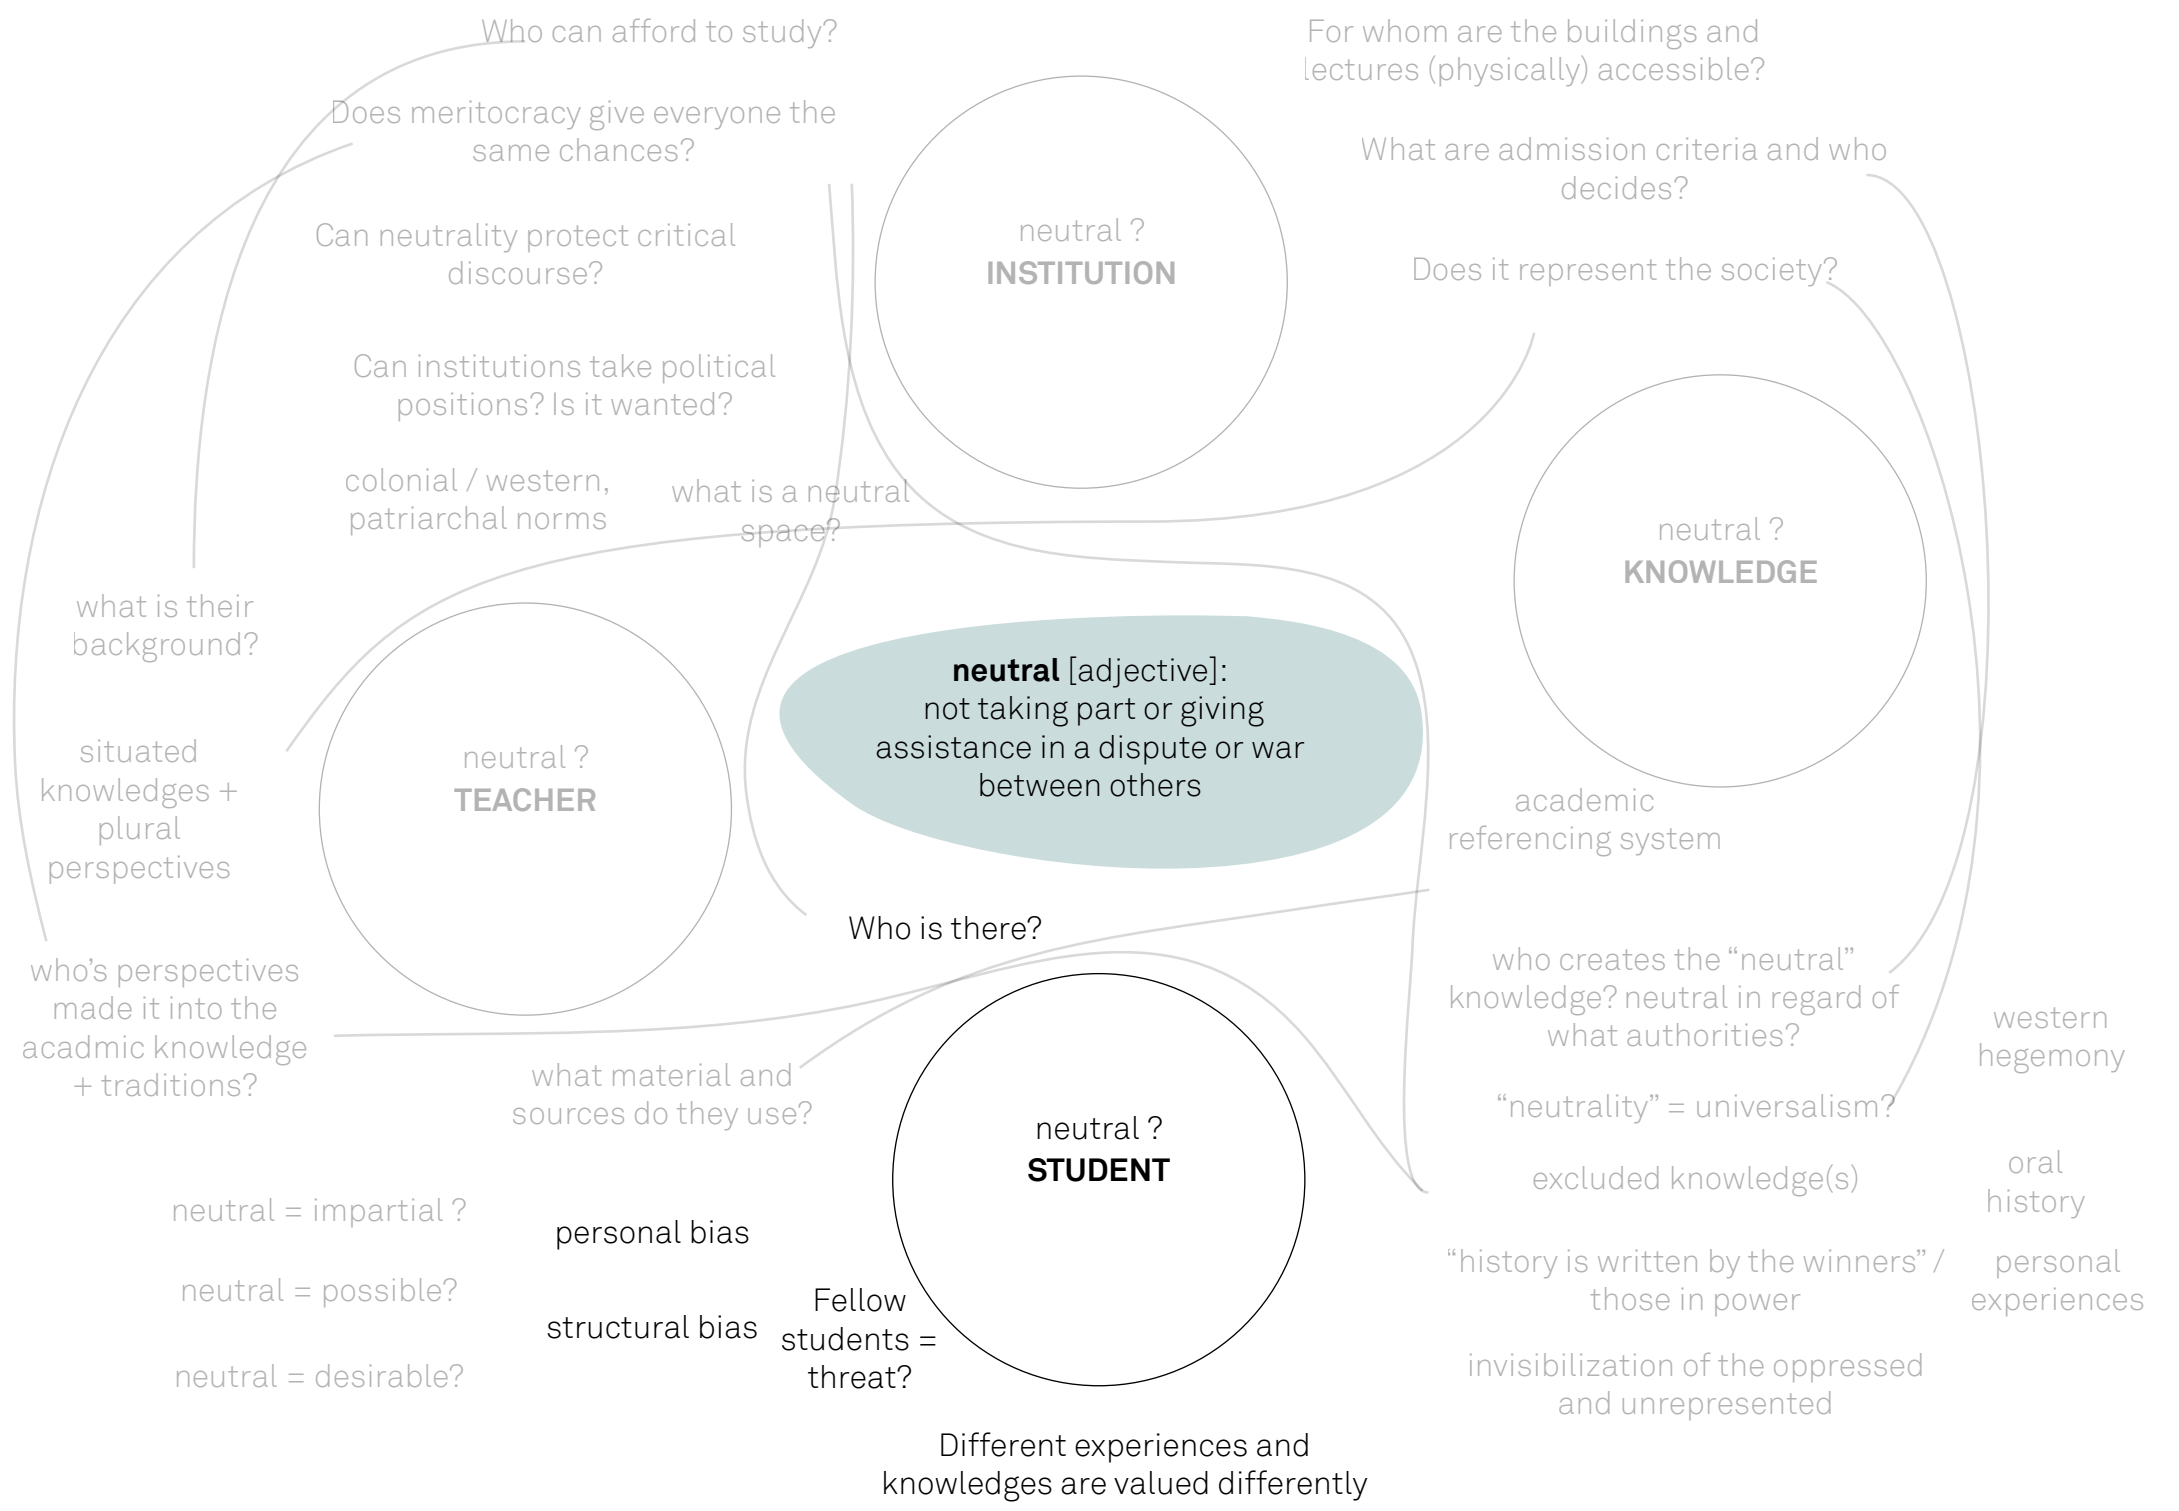 Who can afford to study?
Does meritocracy give everyone the
same chances?
Can neutrality protect critical
discourse?
Can institutions take political
positions? Is it wanted?
colonial / western,
patriarchal norms
what is a neutral
space?
neutral ?
INSTITUTION
For whom are the buildings and
lectures (physically) accessible?
What are admission criteria and who
decides?
Does it represent the society?
neutral ?
KNOWLEDGE
what is their
background?
situated
knowledges +
plural
perspectives
who's perspectives
made it into the
acadmic knowledge
+ traditions?
neutral ?
TEACHER
neutral [adjective]:
not taking part or giving
assistance in a dispute or war
between others
Who is there?
what material and
sources do they use?
neutral ?
STUDENT
academic
referencing system
who creates the “neutral”
knowledge? neutral in regard of
what authorities?
“neutrality” = universalism?
excluded knowledge(s)
“history is written by the winners” /
those in power
invisibilization of the oppressed
and unrepresented
western
hegemony
oral
history
personal
experiences
neutral = impartial ?
neutral = possible?
neutral = desirable?
personal bias
structural bias
Fellow
students =
threat?
Different experiences and
knowledges are valued differently